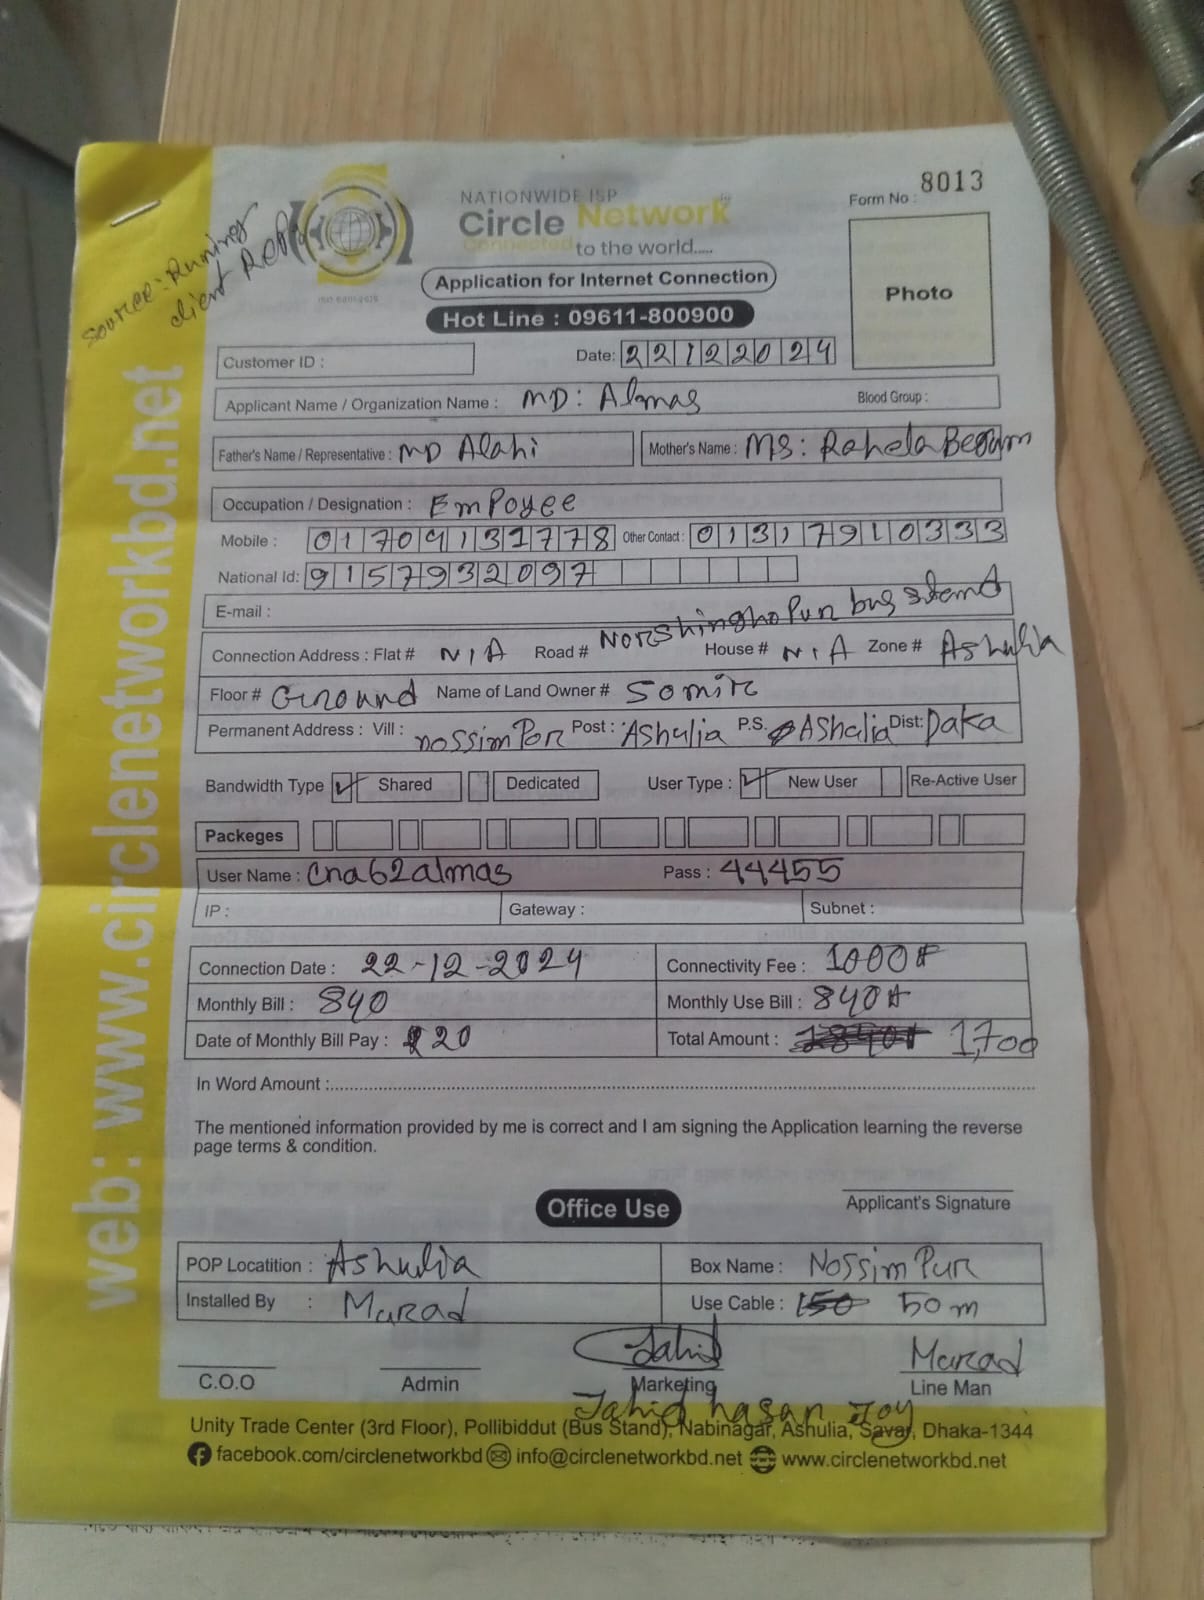 8013
Form No :
NATIONWIDE ISP
Circle Network
Connected to the world.....
Source: Runing
client Ref
Application for Internet Connection
Photo
Hot Line : 09611-800900
Customer ID :
Date: 22122024
Applicant Name / Organization Name : MD: Almas Blood Group :
Father's Name / Representative : MD Alahi Mother's Name : MS: Rahela Begum
Occupation / Designation : EmPoyee
Mobile : 01709131778 Other Contact : 01317910333
National Id: 9157932097
E-mail :
Connection Address : Flat # N/A Road # NorshinghoPur bus stand House # N/A Zone # Ashulia
Floor # Ground Name of Land Owner # Somir
Permanent Address : Vill : nossimPor Post : Ashulia P.S. AShalia Dist: Daka
Bandwidth Type Shared Dedicated User Type : New User Re-Active User
Packeges
User Name : cna62almas Pass : 44455
IP : Gateway : Subnet :
Connection Date : 22-12-2024 Connectivity Fee : 1000
Monthly Bill : 840 Monthly Use Bill : 840
Date of Monthly Bill Pay : 20 Total Amount : 1,700
In Word Amount :
The mentioned information provided by me is correct and I am signing the Application learning the reverse
page terms & condition.
Applicant's Signature
Office Use
POP Locatition : Ashulia Box Name : NossimPur
Installed By : Marad Use Cable : 150 50 m
Jahid Marad
C.O.O Admin Marketing Line Man
Jahid hasan Joy
Unity Trade Center (3rd Floor), Pollibiddut (Bus Stand), Nabinagar, Ashulia, Savar, Dhaka-1344
facebook.com/circlenetworkbd info@circlenetworkbd.net www.circlenetworkbd.net
web: www.circlenetworkbd.net